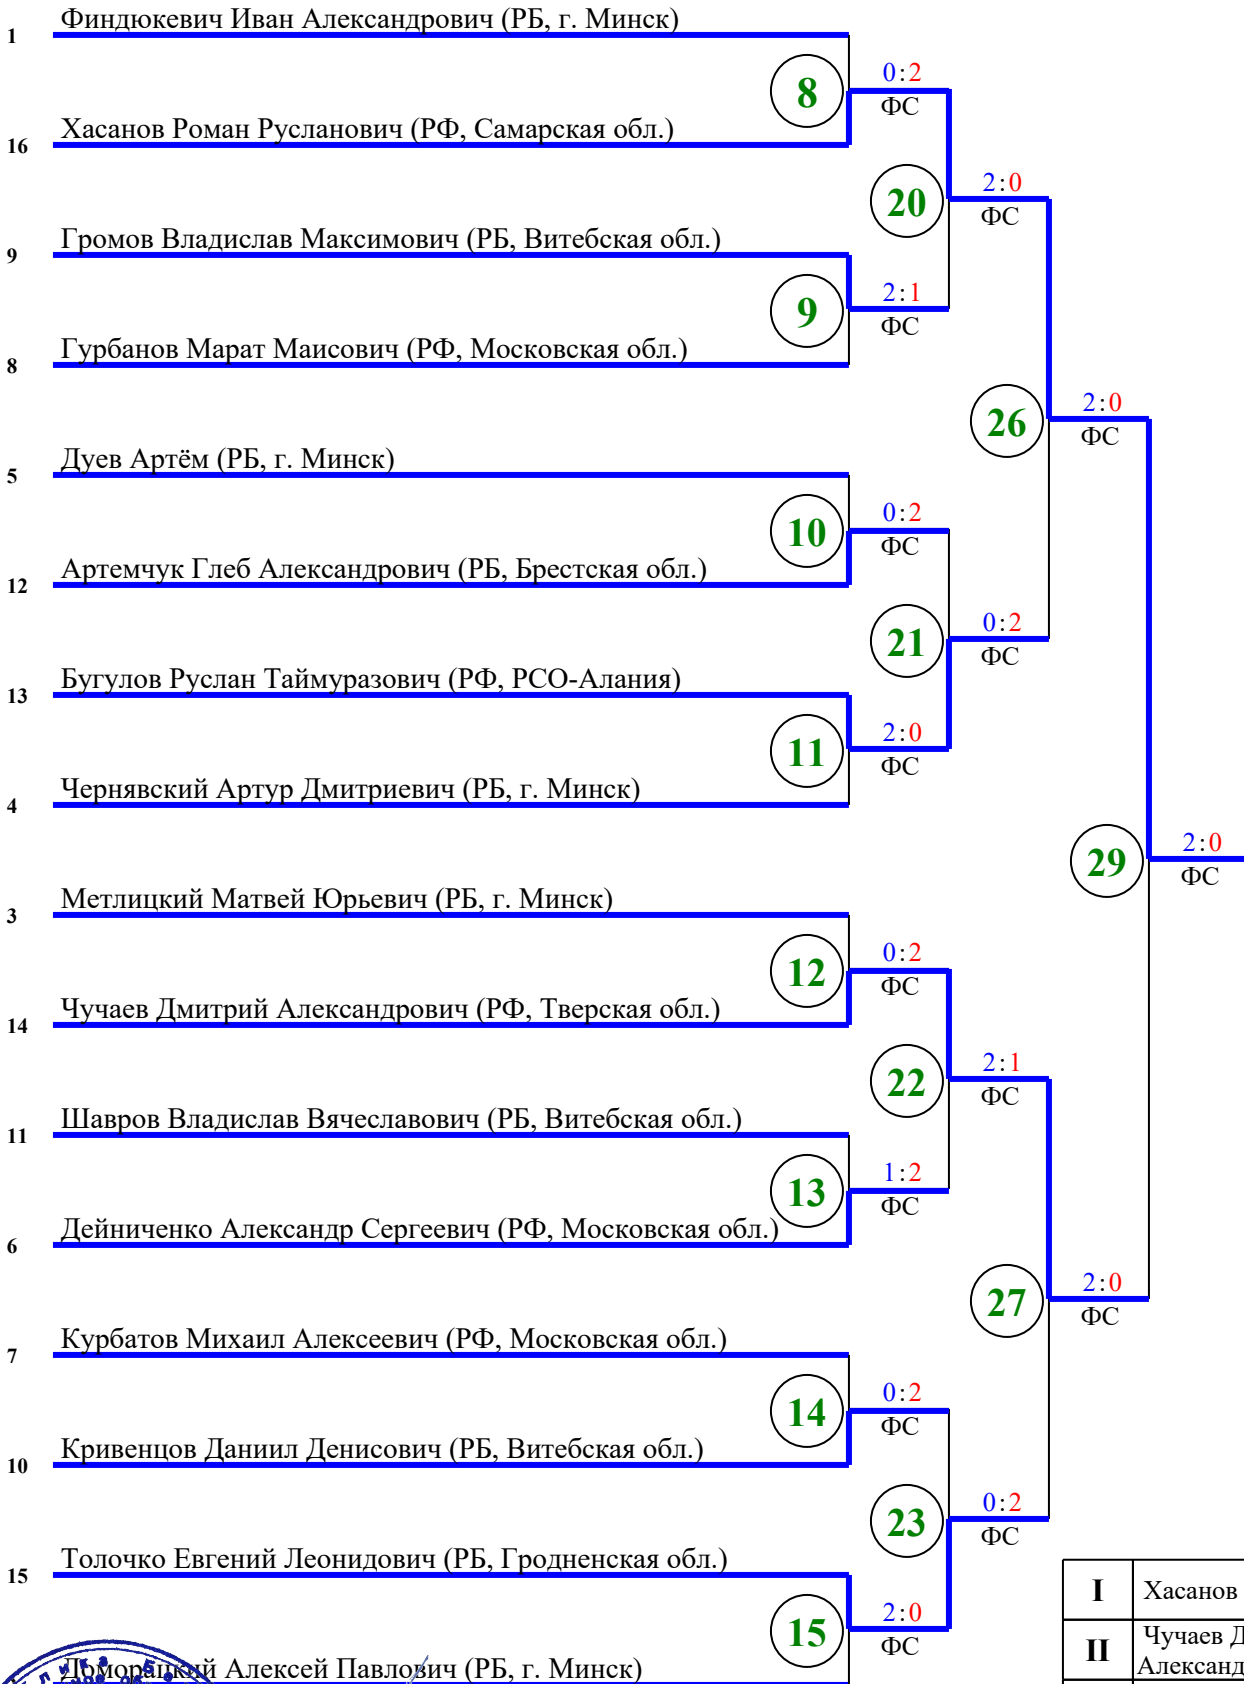 1 Финдюкевич Иван Александрович (РБ, г. Минск)
8 0:2
ФС
16 Хасанов Роман Русланович (РФ, Самарская обл.)
20 2:0
ФС
9 Громов Владислав Максимович (РБ, Витебская обл.)
9 2:1
ФС
8 Гурбанов Марат Маисович (РФ, Московская обл.)
26 2:0
ФС
5 Дуев Артём (РБ, г. Минск)
10 0:2
ФС
12 Артемчук Глеб Александрович (РБ, Брестская обл.)
21 0:2
ФС
13 Бугулов Руслан Таймуразович (РФ, РСО-Алания)
11 2:0
ФС
4 Чернявский Артур Дмитриевич (РБ, г. Минск)
29 2:0
ФС
3 Метлицкий Матвей Юрьевич (РБ, г. Минск)
12 0:2
ФС
14 Чучаев Дмитрий Александрович (РФ, Тверская обл.)
22 2:1
ФС
11 Шавров Владислав Вячеславович (РБ, Витебская обл.)
13 1:2
ФС
6 Дейниченко Александр Сергеевич (РФ, Московская обл.)
27 2:0
ФС
7 Курбатов Михаил Алексеевич (РФ, Московская обл.)
14 0:2
ФС
10 Кривенцов Даниил Денисович (РБ, Витебская обл.)
23 0:2
ФС
15 Толочко Евгений Леонидович (РБ, Гродненская обл.)
15 2:0
ФС
Доморацкий Алексей Павлович (РБ, г. Минск)
I Хасанов
II Чучаев Д
Александ